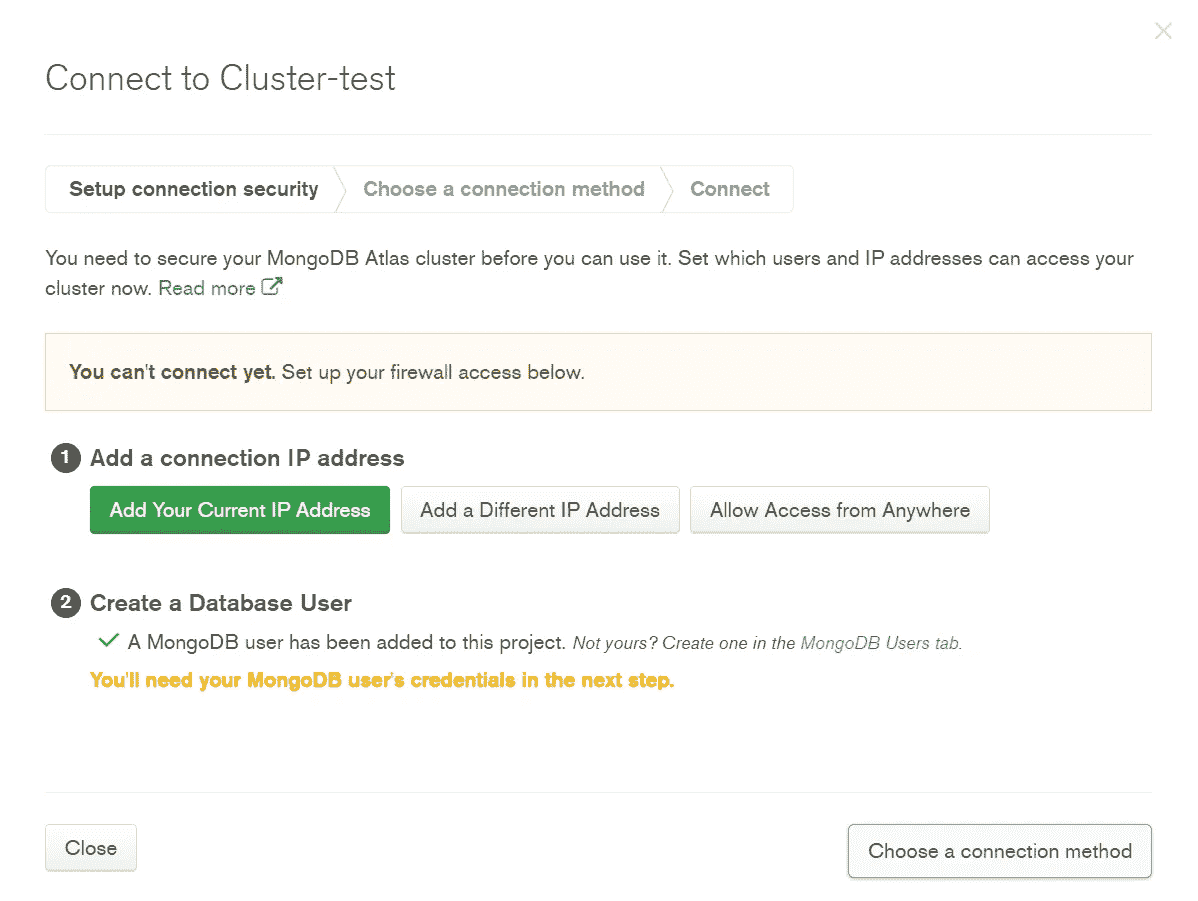 Connect to Cluster-test
Setup connection security
Choose a connection method
Connect
You need to secure your MongoDB Atlas cluster before you can use it. Set which users and IP addresses can access your
cluster now. Read more
You can't connect yet. Set up your firewall access below.
1 Add a connection IP address
Add Your Current IP Address
Add a Different IP Address
Allow Access from Anywhere
2 Create a Database User
A MongoDB user has been added to this project. Not yours? Create one in the MongoDB Users tab.
You'll need your MongoDB user's credentials in the next step.
Close
Choose a connection method